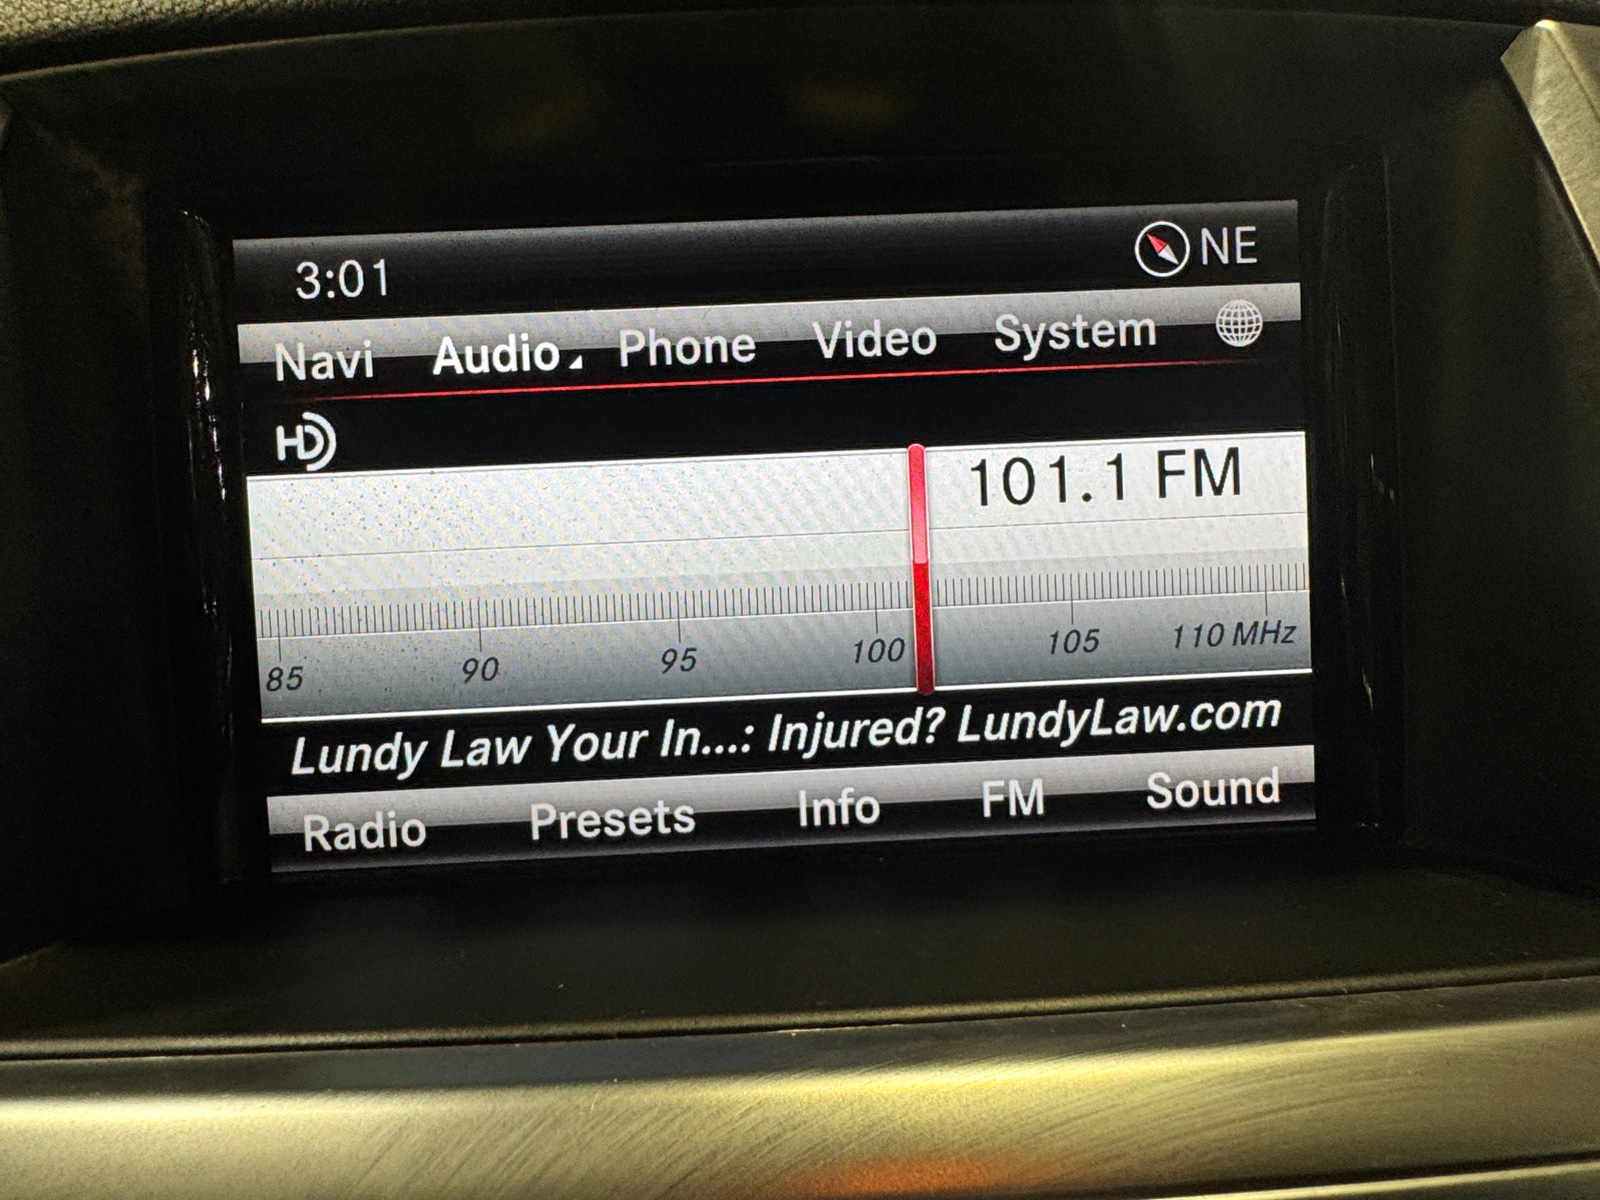 3:01 NE
Navi Audio Phone Video System
HD
101.1 FM
85 90 95 100 105 110 MHz
Lundy Law Your In...: Injured? LundyLaw.com
Radio Presets Info FM Sound